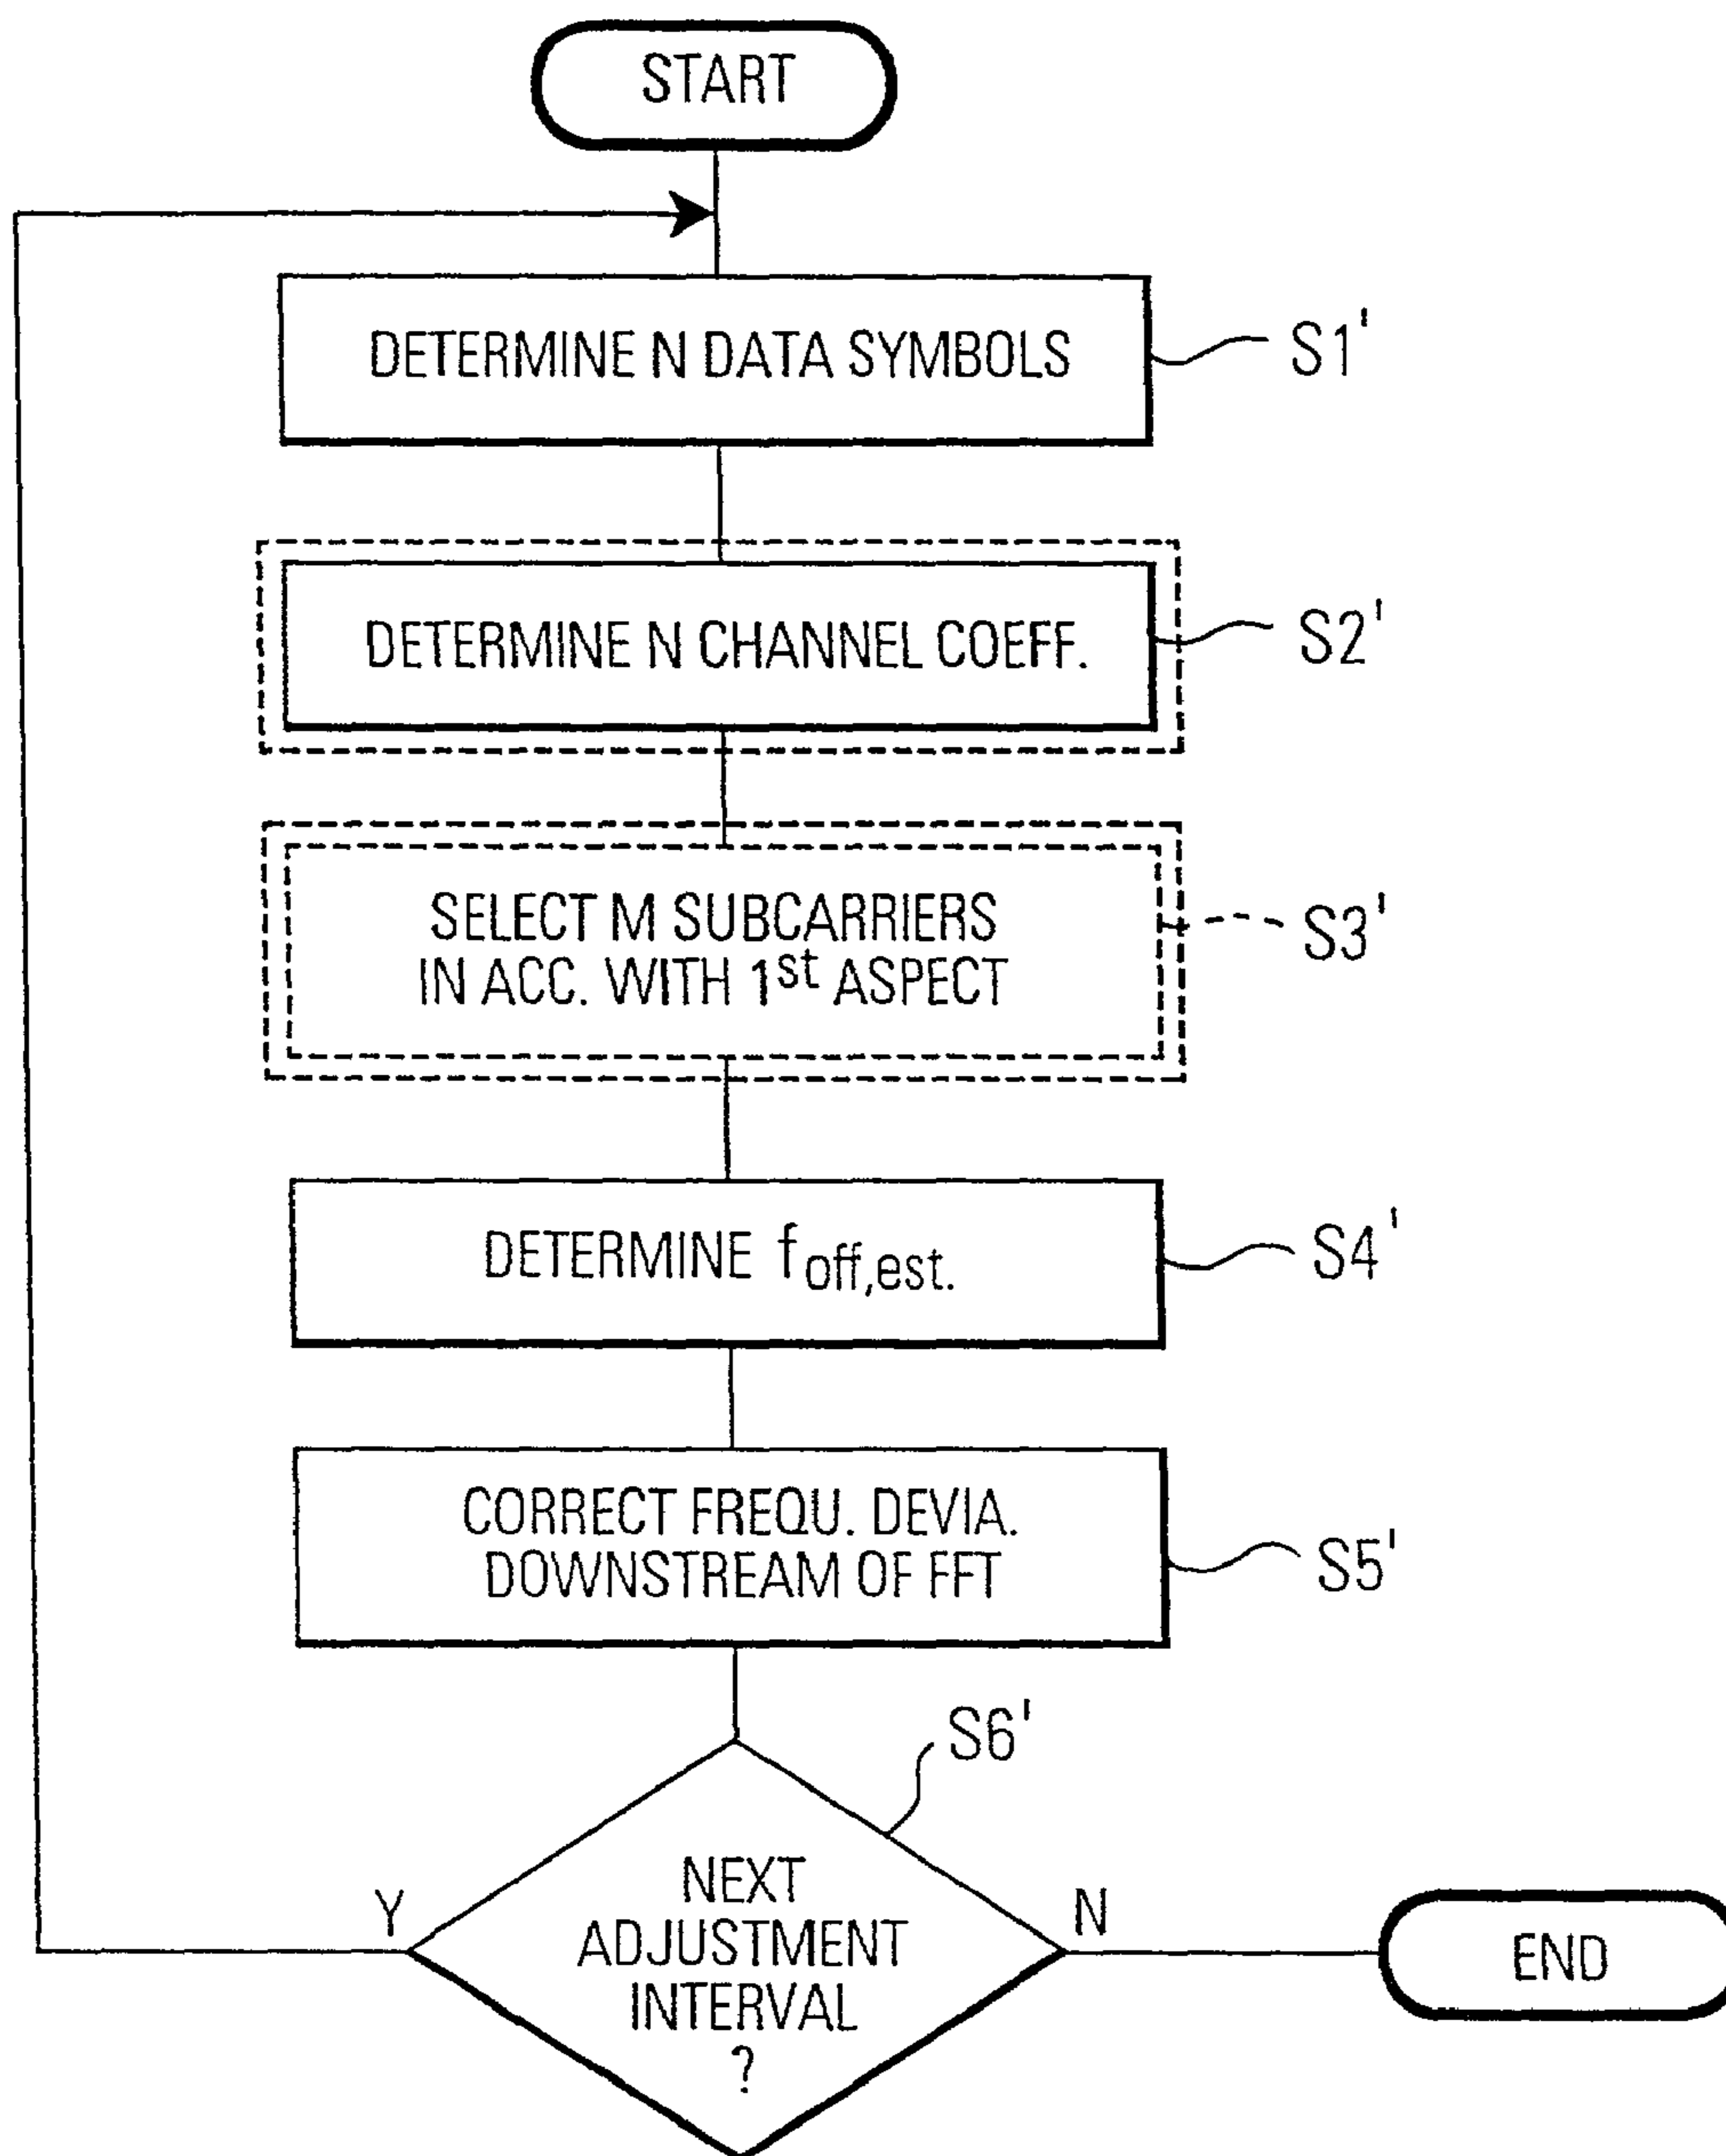 START
DETERMINE N DATA SYMBOLS
S1'
DETERMINE N CHANNEL COEFF.
S2'
SELECT M SUBCARRIERS
IN ACC. WITH 1st ASPECT
S3'
DETERMINE foff,est.
S4'
CORRECT FREQU. DEVIA.
DOWNSTREAM OF FFT
S5'
S6'
NEXT
ADJUSTMENT
INTERVAL
?
Y
N
END